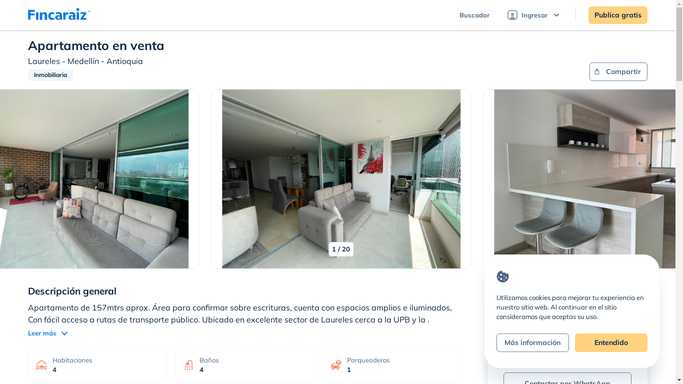 Fincaraiz
Buscador
Ingresar
Publica gratis
Apartamento en venta
Laureles - Medellín - Antioquia
Inmobiliaria
Compartir
1 / 20
Descripción general
Apartamento de 157mtrs aprox. Área para confirmar sobre escrituras, cuenta con espacios amplios e iluminados,
Con fácil acceso a rutas de transporte público. Ubicado en excelente sector de Laureles cerca a la UPB y la .
Leer más
Habitaciones
4
Baños
4
Parqueaderos
1
Utilizamos cookies para mejorar tu experiencia en
nuestro sitio web. Al continuar en el sitio
consideramos que aceptas su uso.
Más información
Entendido
Contactar por WhatsApp